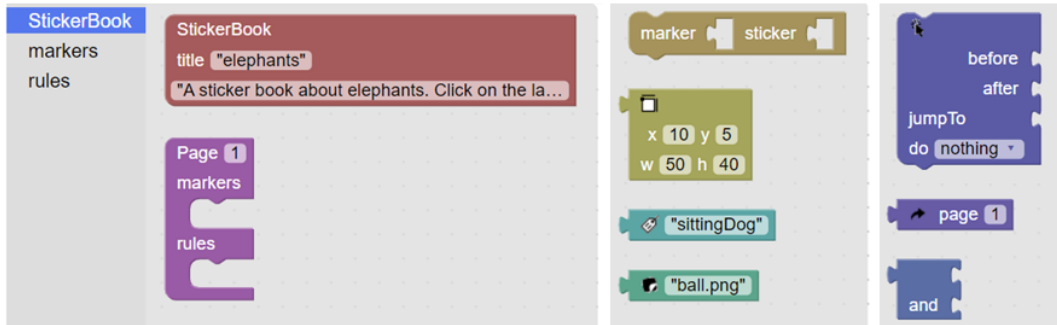 StickerBook
markers
rules
StickerBook
title "elephants"
"A sticker book about elephants. Click on the la…
Page 1
markers
rules
marker sticker
x 10 y 5
w 50 h 40
"sittingDog"
"ball.png"
before
after
jumpTo
do nothing
page 1
and